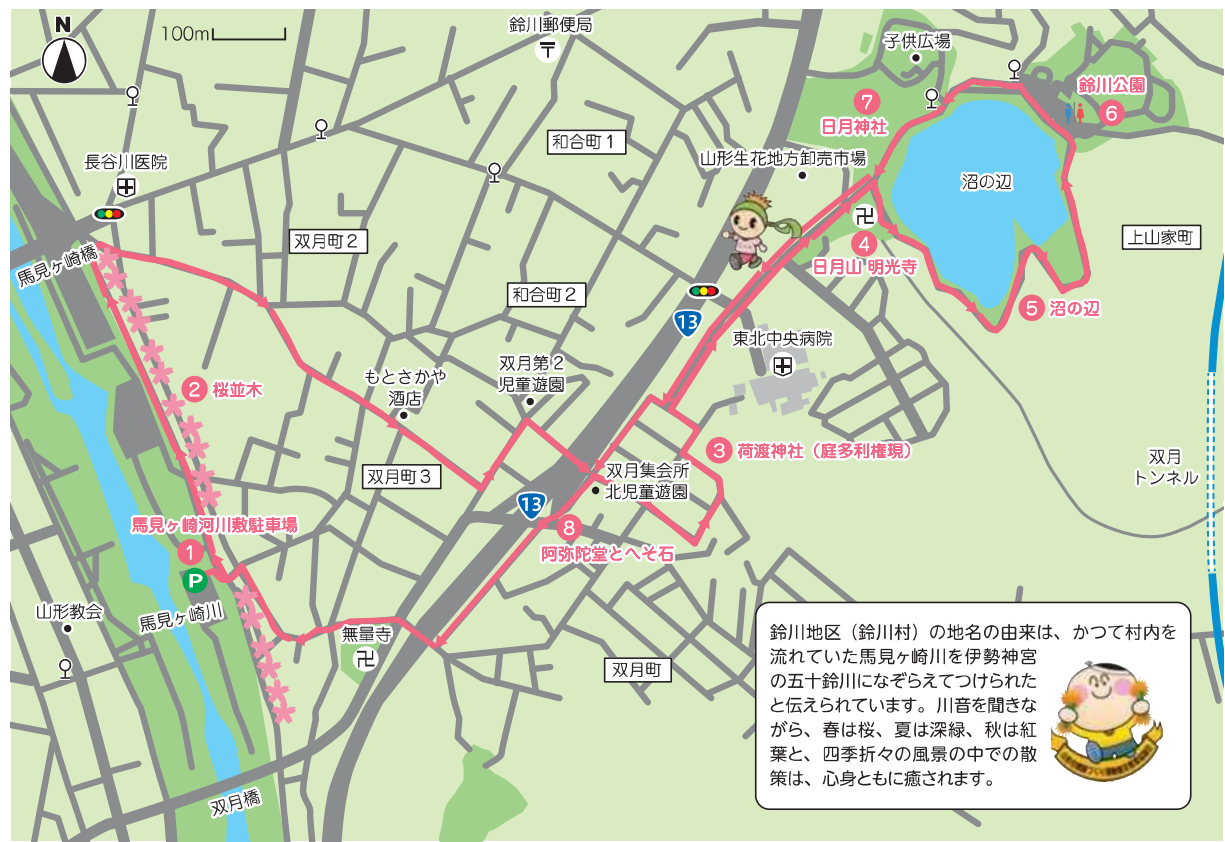 N
100m
鈴川郵便局
子供広場
鈴川公園
6
7
日月神社
和合町1
山形生花地方卸売市場
長谷川医院
沼の辺
卍
4
日月山 明光寺
上山家町
双月町2
馬見ヶ崎橋
和合町2
13
5 沼の辺
東北中央病院
双月第2
児童遊園
もとさかや
酒店
2 桜並木
3 荷渡神社（庭多利権現）
双月町3
双月集会所
北児童遊園
双月
トンネル
13
8
阿弥陀堂とへそ石
馬見ヶ崎河川敷駐車場
1
P
馬見ヶ崎川
山形教会
無量寺
卍
双月町
双月橋
鈴川地区（鈴川村）の地名の由来は、かつて村内を
流れていた馬見ヶ崎川を伊勢神宮
の五十鈴川になぞらえてつけられた
と伝えられています。川音を聞きな
がら、春は桜、夏は深緑、秋は紅
葉と、四季折々の風景の中での散
策は、心身ともに癒されます。